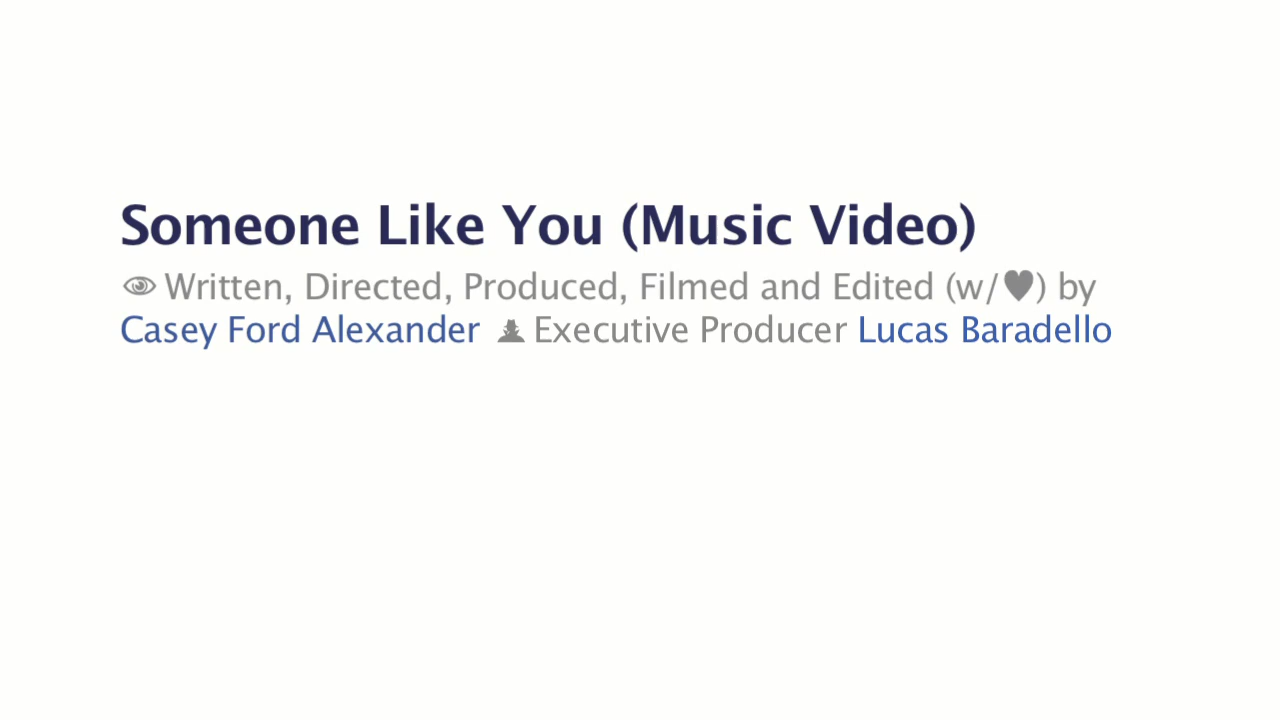 Someone Like You (Music Video)
👁 Written, Directed, Produced, Filmed and Edited (w/♥) by
Casey Ford Alexander Executive Producer Lucas Baradello